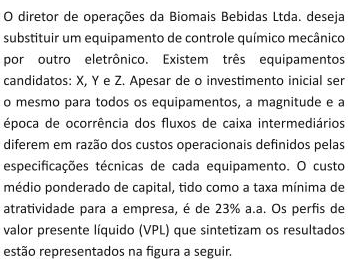 O diretor de operações da Biomais Bebidas Ltda. deseja
substituir um equipamento de controle químico mecânico
por outro eletrônico. Existem três equipamentos
candidatos: X, Y e Z. Apesar de o investimento inicial ser
o mesmo para todos os equipamentos, a magnitude e a
época de ocorrência dos fluxos de caixa intermediários
diferem em razão dos custos operacionais definidos pelas
especificações técnicas de cada equipamento. O custo
médio ponderado de capital, tido como a taxa mínima de
atratividade para a empresa, é de 23% a.a. Os perfis de
valor presente líquido (VPL) que sintetizam os resultados
estão representados na figura a seguir.